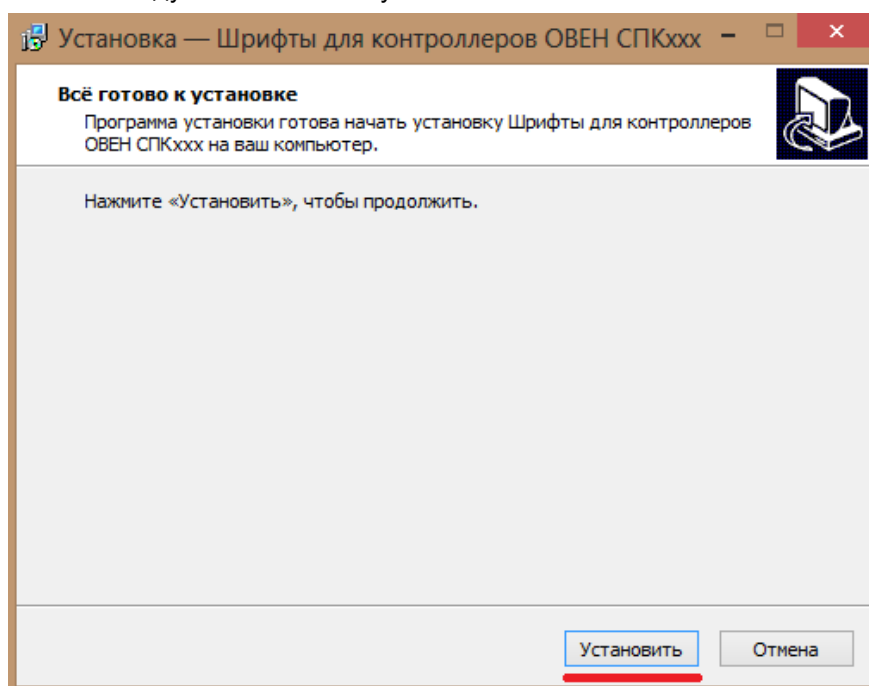 Установка — Шрифты для контроллеров ОВЕН СПКxxx
Всё готово к установке
Программа установки готова начать установку Шрифты для контроллеров
ОВЕН СПКxxx на ваш компьютер.
Нажмите «Установить», чтобы продолжить.
Установить
Отмена